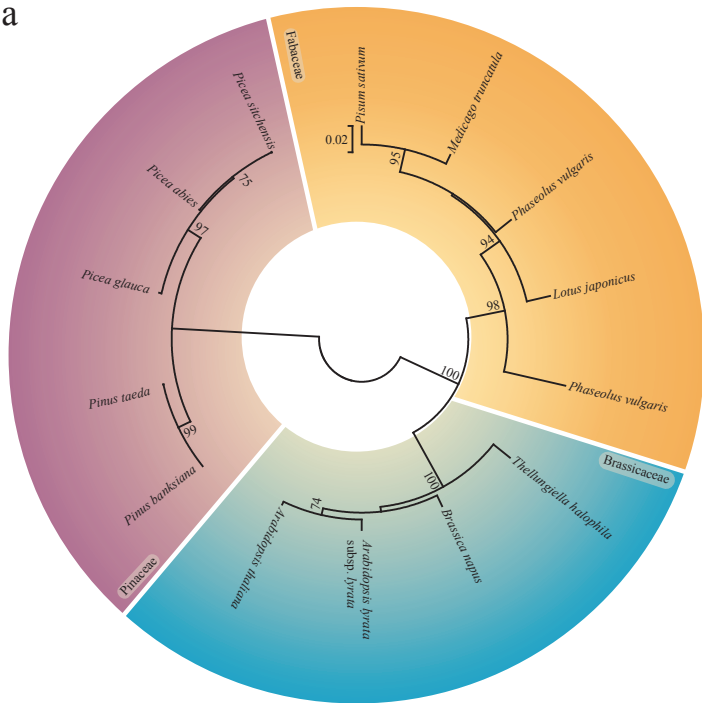 a
Fabaceae
Pisum sativum
Medicago truncatula
0.02
95
Phaseolus vulgaris
94
Lotus japonicus
98
Phaseolus vulgaris
100
Brassicaceae
Thellungiella halophila
100
Brassica napus
74
Arabidopsis lyrata
subsp. lyrata
Arabidopsis thaliana
Pinaceae
Pinus banksiana
99
Pinus taeda
Picea glauca
97
Picea abies
75
Picea sitchensis